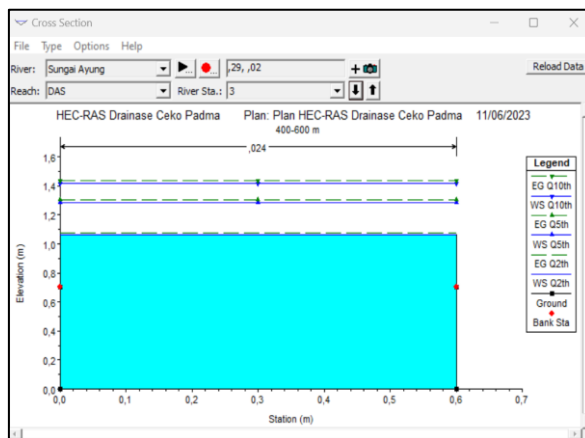 Cross Section
File Type Options Help
River: Sungai Ayung ,29, ,02 Reload Data
Reach: DAS River Sta.: 3
HEC-RAS Drainase Ceko Padma Plan: Plan HEC-RAS Drainase Ceko Padma 11/06/2023
400-600 m
,024
Legend
EG Q10th
WS Q10th
EG Q5th
WS Q5th
EG Q2th
WS Q2th
Ground
Bank Sta
Elevation (m)
1,6
1,4
1,2
1,0
0,8
0,6
0,4
0,2
0,0
0,0 0,1 0,2 0,3 0,4 0,5 0,6 0,7
Station (m)